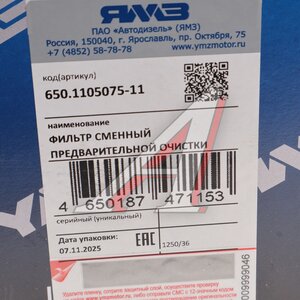 ЯМЗ
ПАО «Автодизель» (ЯМЗ)
Россия, 150040, г. Ярославль, пр. Октября, 75
+7 (4852) 58-78-78
www.ymzmotor.ru
код(артикул)
650.1105075-11
наименование
ФИЛЬТР СМЕННЫЙ
ПРЕДВАРИТЕЛЬНОЙ ОЧИСТКИ
4 650187 471153
серийный (уникальный)
Дата упаковки:
07.11.2025
EAC
1250/36
009999046